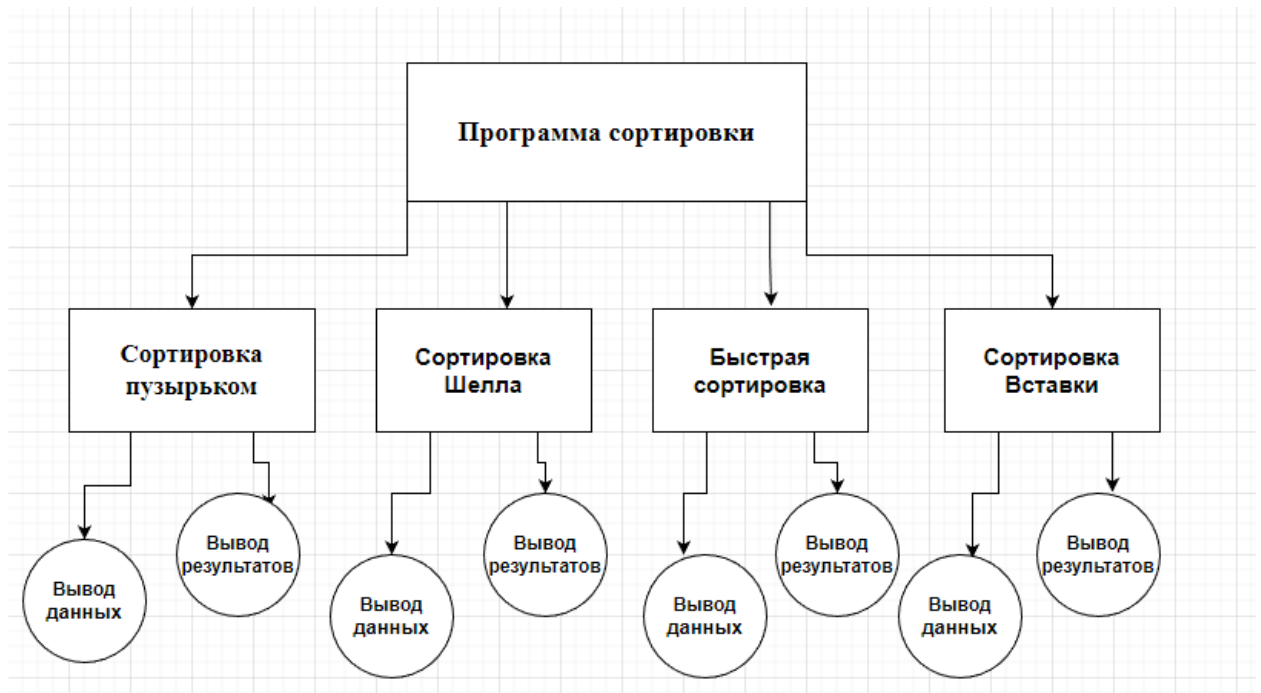 Программа сортировки
Сортировка
пузырьком
Сортировка
Шелла
Быстрая
сортировка
Сортировка
Вставки
Вывод
данных
Вывод
результатов
Вывод
данных
Вывод
результатов
Вывод
данных
Вывод
результатов
Вывод
данных
Вывод
результатов